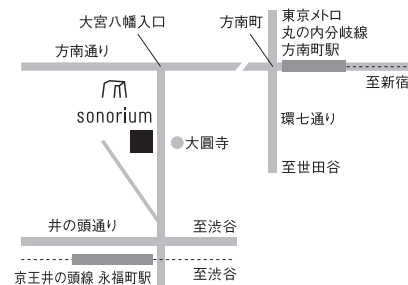 大宮八幡入口
方南町
東京メトロ
丸の内分岐線
方南町駅
方南通り
至新宿
sonorium
環七通り
大圓寺
至世田谷
井の頭通り
至渋谷
京王井の頭線 永福町駅
至渋谷